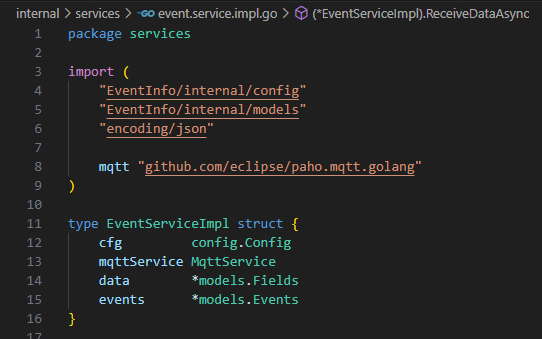 internal > services > event.service.impl.go > (*EventServiceImpl).ReceiveDataAsync
1 package services
2
3 import (
4 "EventInfo/internal/config"
5 "EventInfo/internal/models"
6 "encoding/json"
7
8 mqtt "github.com/eclipse/paho.mqtt.golang"
9 )
10
11 type EventServiceImpl struct {
12 cfg config.Config
13 mqttService MqttService
14 data *models.Fields
15 events *models.Events
16 }
17